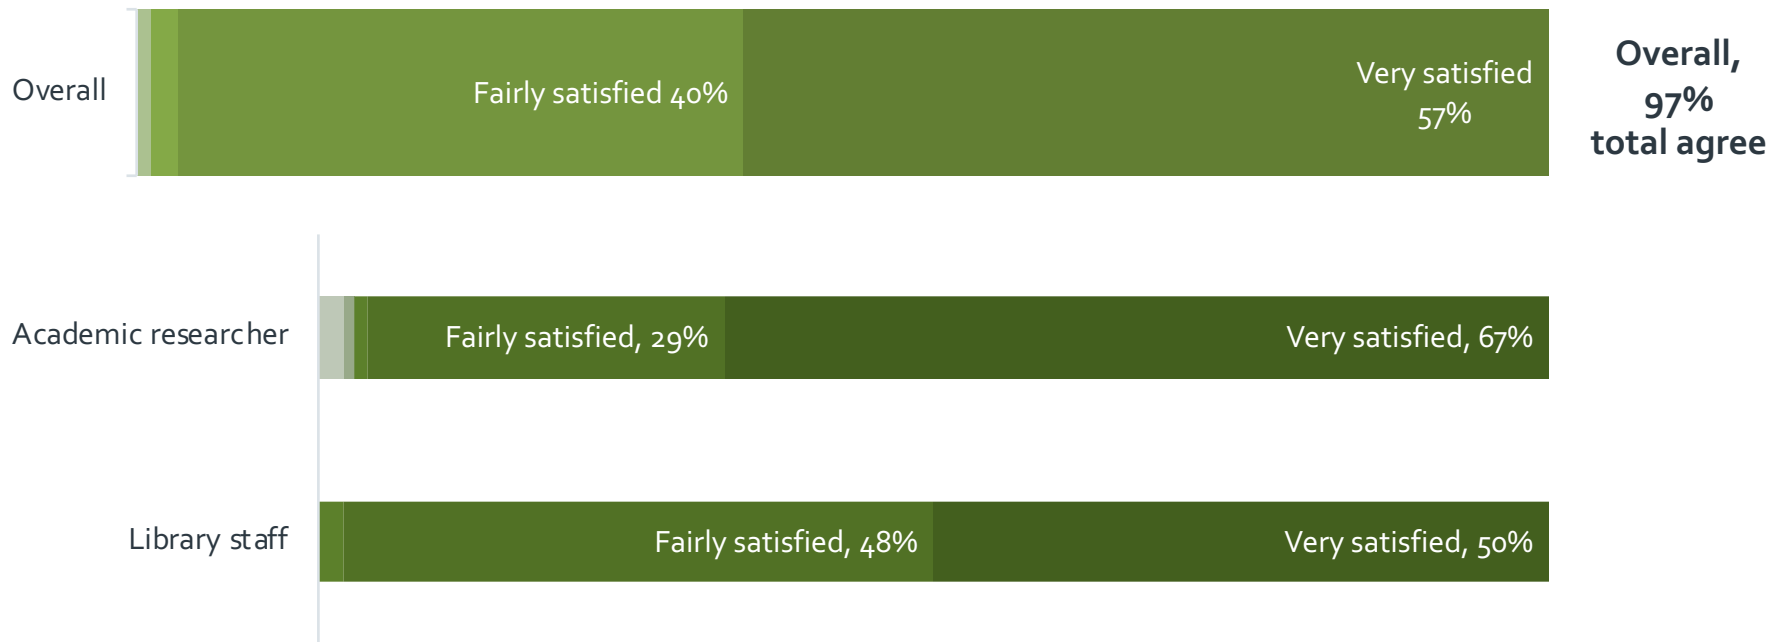 Overall
Fairly satisfied 40%
Very satisfied
57%
Overall,
97%
total agree
Academic researcher
Fairly satisfied, 29%
Very satisfied, 67%
Library staff
Fairly satisfied, 48%
Very satisfied, 50%